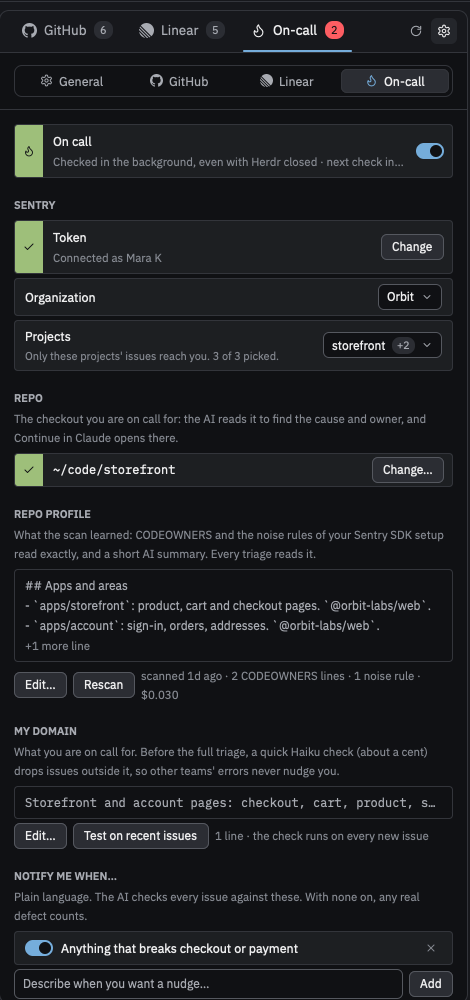 GitHub 6 Linear 5 On-call 2
General GitHub Linear On-call
On call
Checked in the background, even with Herdr closed · next check in…
SENTRY
Token
Connected as Mara K
Change
Organization
Orbit
Projects
Only these projects' issues reach you. 3 of 3 picked.
storefront +2
REPO
The checkout you are on call for: the AI reads it to find the cause and owner, and
Continue in Claude opens there.
~/code/storefront
Change…
REPO PROFILE
What the scan learned: CODEOWNERS and the noise rules of your Sentry SDK setup
read exactly, and a short AI summary. Every triage reads it.
## Apps and areas
- `apps/storefront`: product, cart and checkout pages. `@orbit-labs/web`.
- `apps/account`: sign-in, orders, addresses. `@orbit-labs/web`.
+1 more line
Edit… Rescan
scanned 1d ago · 2 CODEOWNERS lines · 1 noise rule ·
$0.030
MY DOMAIN
What you are on call for. Before the full triage, a quick Haiku check (about a cent)
drops issues outside it, so other teams' errors never nudge you.
Storefront and account pages: checkout, cart, product, s…
Edit… Test on recent issues 1 line · the check runs on every new issue
NOTIFY ME WHEN…
Plain language. The AI checks every issue against these. With none on, any real
defect counts.
Anything that breaks checkout or payment
Describe when you want a nudge… Add